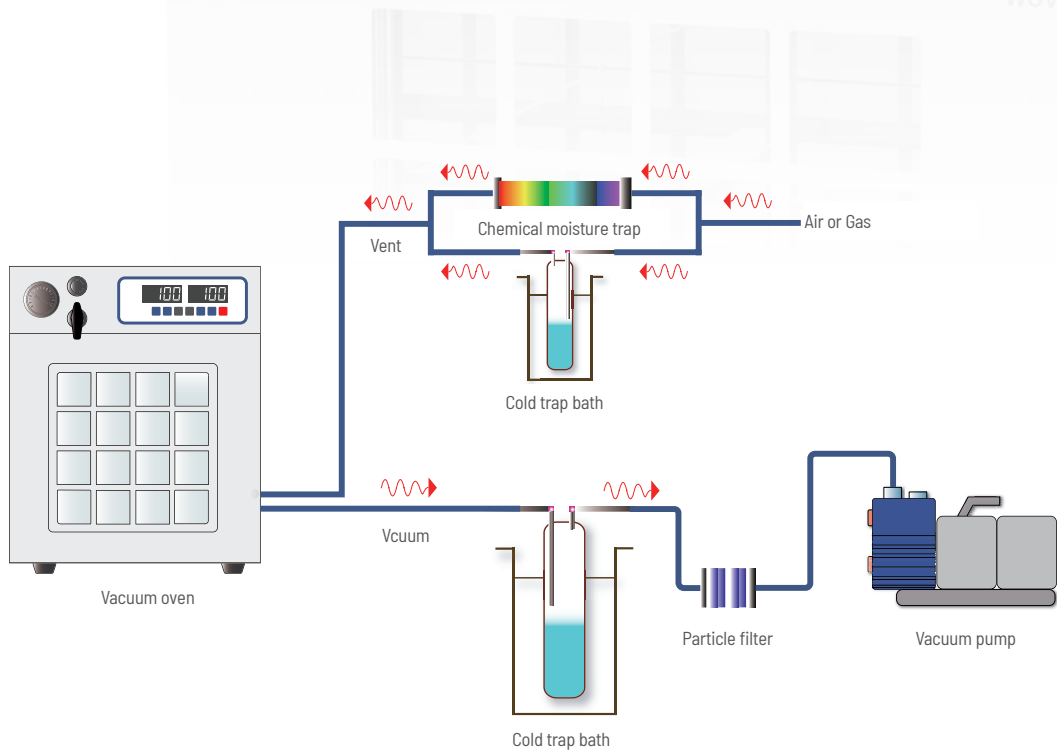 Chemical moisture trap
Air or Gas
Vent
100 100
Cold trap bath
Vcuum
Vacuum oven
Particle filter
Vacuum pump
Cold trap bath